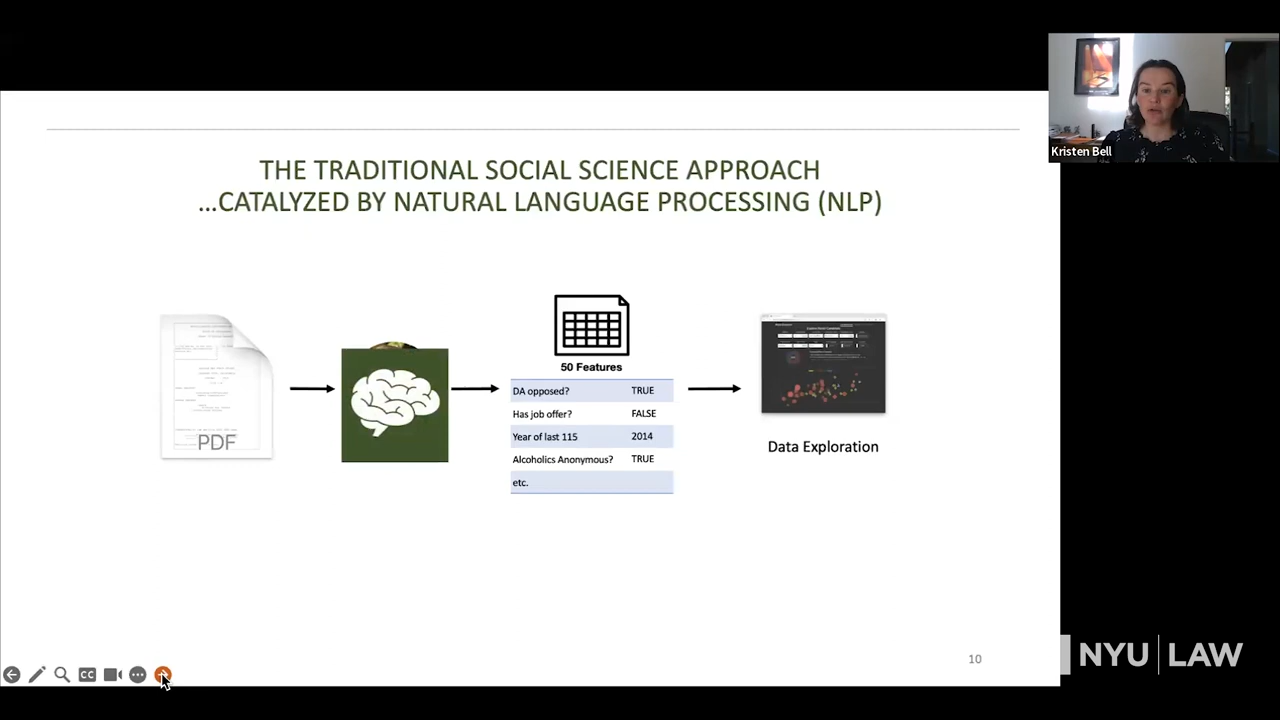 Kristen Bell
THE TRADITIONAL SOCIAL SCIENCE APPROACH
...CATALYZED BY NATURAL LANGUAGE PROCESSING (NLP)
PDF
50 Features
DA opposed? TRUE
Has job offer? FALSE
Year of last 115 2014
Alcoholics Anonymous? TRUE
etc.
Data Exploration
10
CC
NYU | LAW